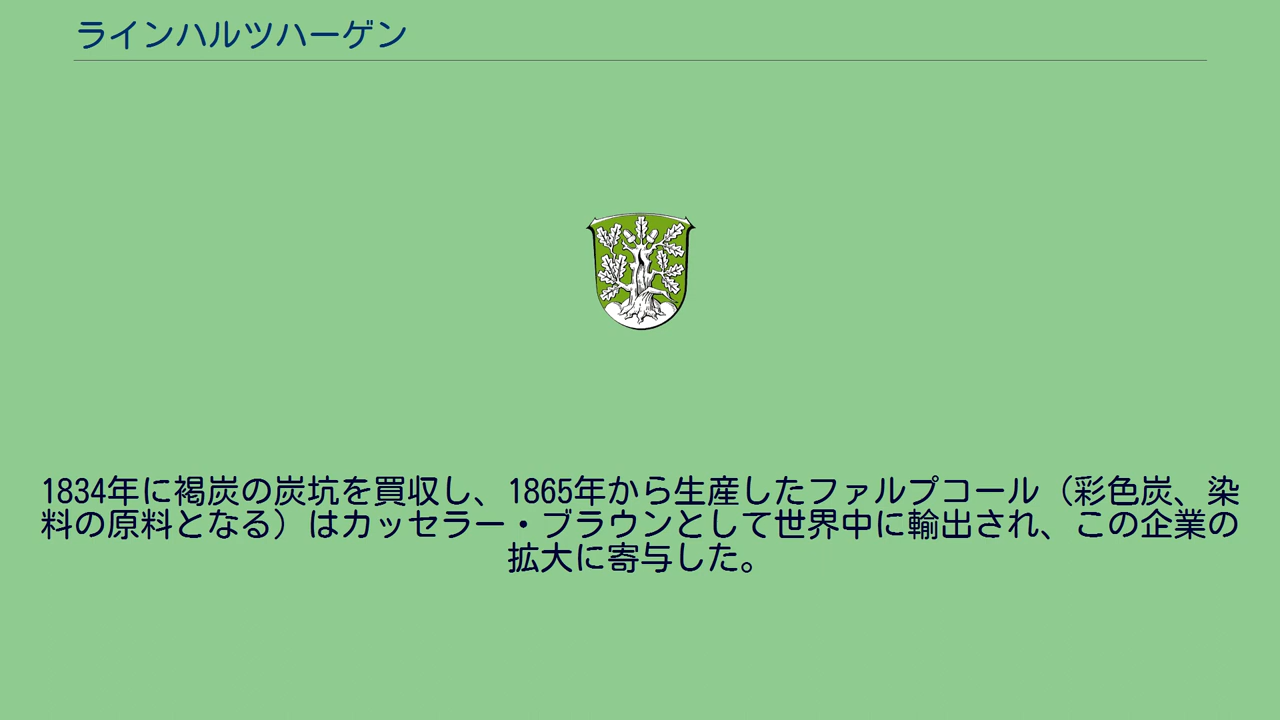 ラインハルツハーゲン
1834年に褐炭の炭坑を買収し、1865年から生産したファルプコール（彩色炭、染
料の原料となる）はカッセラー・ブラウンとして世界中に輸出され、この企業の
拡大に寄与した。